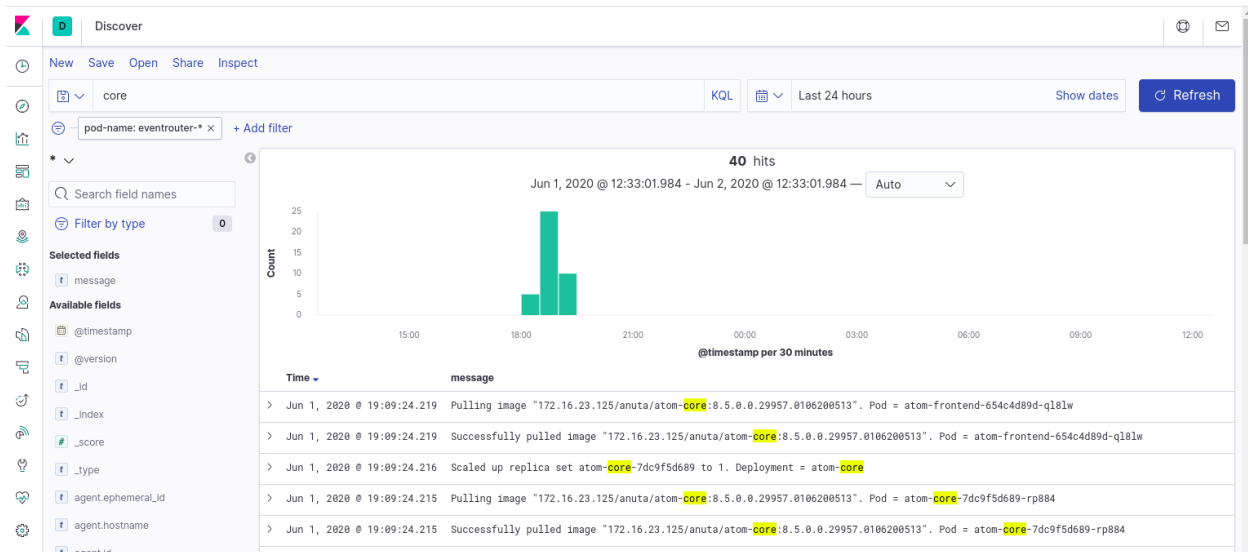 D Discover
New Save Open Share Inspect
core KQL Last 24 hours Show dates Refresh
pod-name: eventrouter-* × + Add filter
*
Search field names
Filter by type 0
Selected fields
t message
Available fields
@timestamp
t @version
t _id
t _index
# _score
t _type
t agent.ephemeral_id
t agent.hostname
agent.id
40 hits
Jun 1, 2020 @ 12:33:01.984 - Jun 2, 2020 @ 12:33:01.984 — Auto
Count
25
20
15
10
5
0
15:00 18:00 21:00 00:00 03:00 06:00 09:00 12:00
@timestamp per 30 minutes
Time message
Jun 1, 2020 @ 19:09:24.219 Pulling image "172.16.23.125/anuta/atom-core:8.5.0.0.29957.0106200513". Pod = atom-frontend-654c4d89d-ql8lw
Jun 1, 2020 @ 19:09:24.219 Successfully pulled image "172.16.23.125/anuta/atom-core:8.5.0.0.29957.0106200513". Pod = atom-frontend-654c4d89d-ql8lw
Jun 1, 2020 @ 19:09:24.216 Scaled up replica set atom-core-7dc9f5d689 to 1. Deployment = atom-core
Jun 1, 2020 @ 19:09:24.215 Pulling image "172.16.23.125/anuta/atom-core:8.5.0.0.29957.0106200513". Pod = atom-core-7dc9f5d689-rp884
Jun 1, 2020 @ 19:09:24.215 Successfully pulled image "172.16.23.125/anuta/atom-core:8.5.0.0.29957.0106200513". Pod = atom-core-7dc9f5d689-rp884